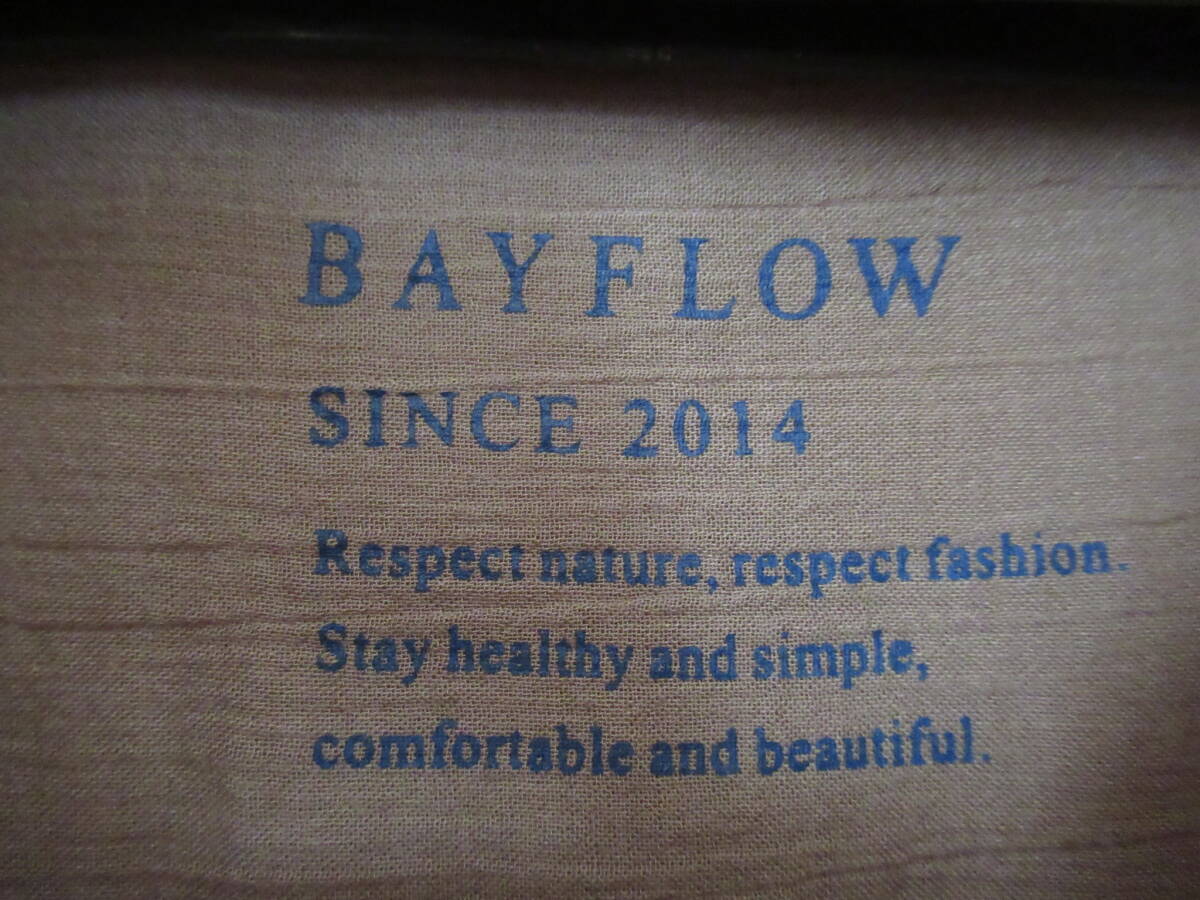 BAYFLOW
SINCE 2014
Respect nature, respect fashion.
Stay healthy and simple,
comfortable and beautiful.